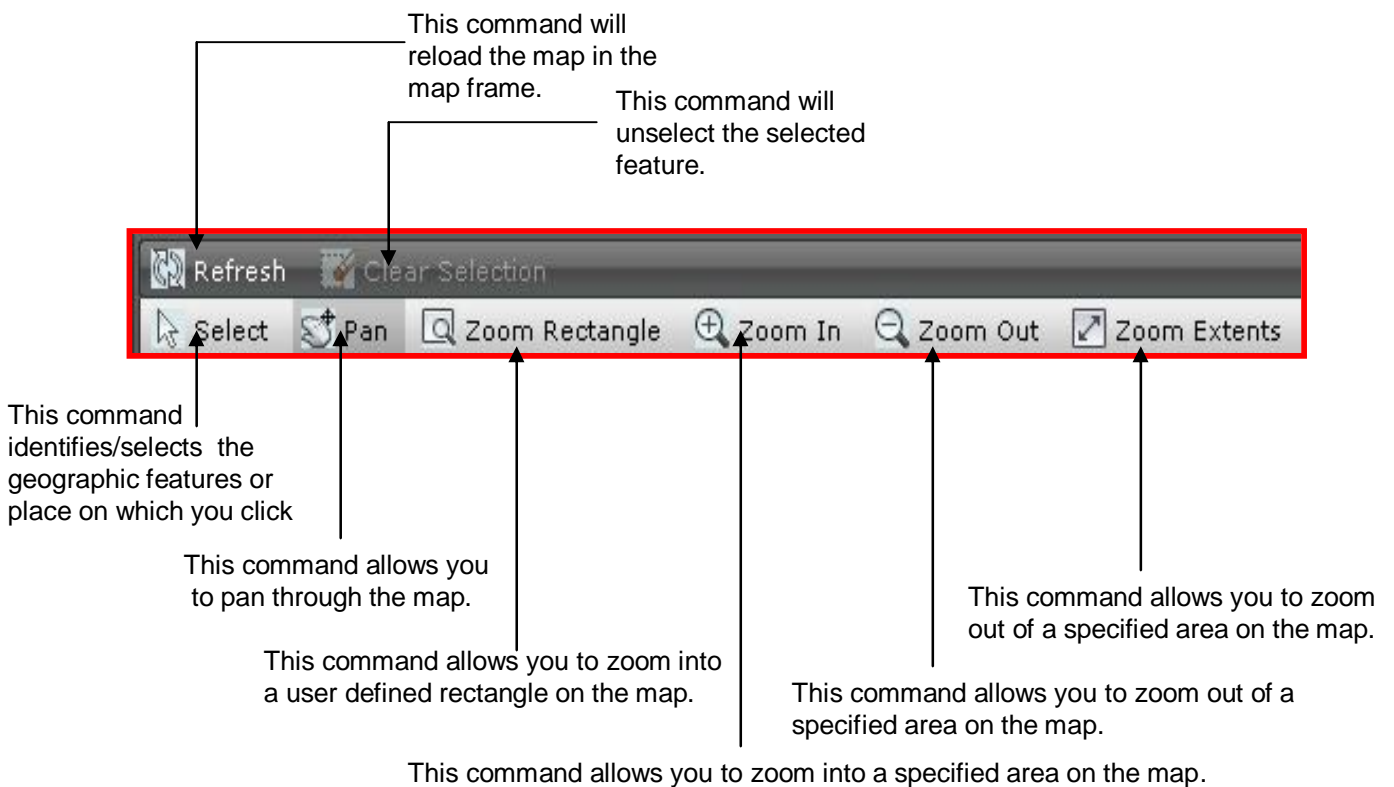 This command will
reload the map in the
map frame.
This command will
unselect the selected
feature.
Refresh Clear Selection
Select Pan Zoom Rectangle Zoom In Zoom Out Zoom Extents
This command
identifies/selects the
geographic features or
place on which you click
This command allows you
to pan through the map.
This command allows you to zoom
out of a specified area on the map.
This command allows you to zoom into
a user defined rectangle on the map.
This command allows you to zoom out of a
specified area on the map.
This command allows you to zoom into a specified area on the map.